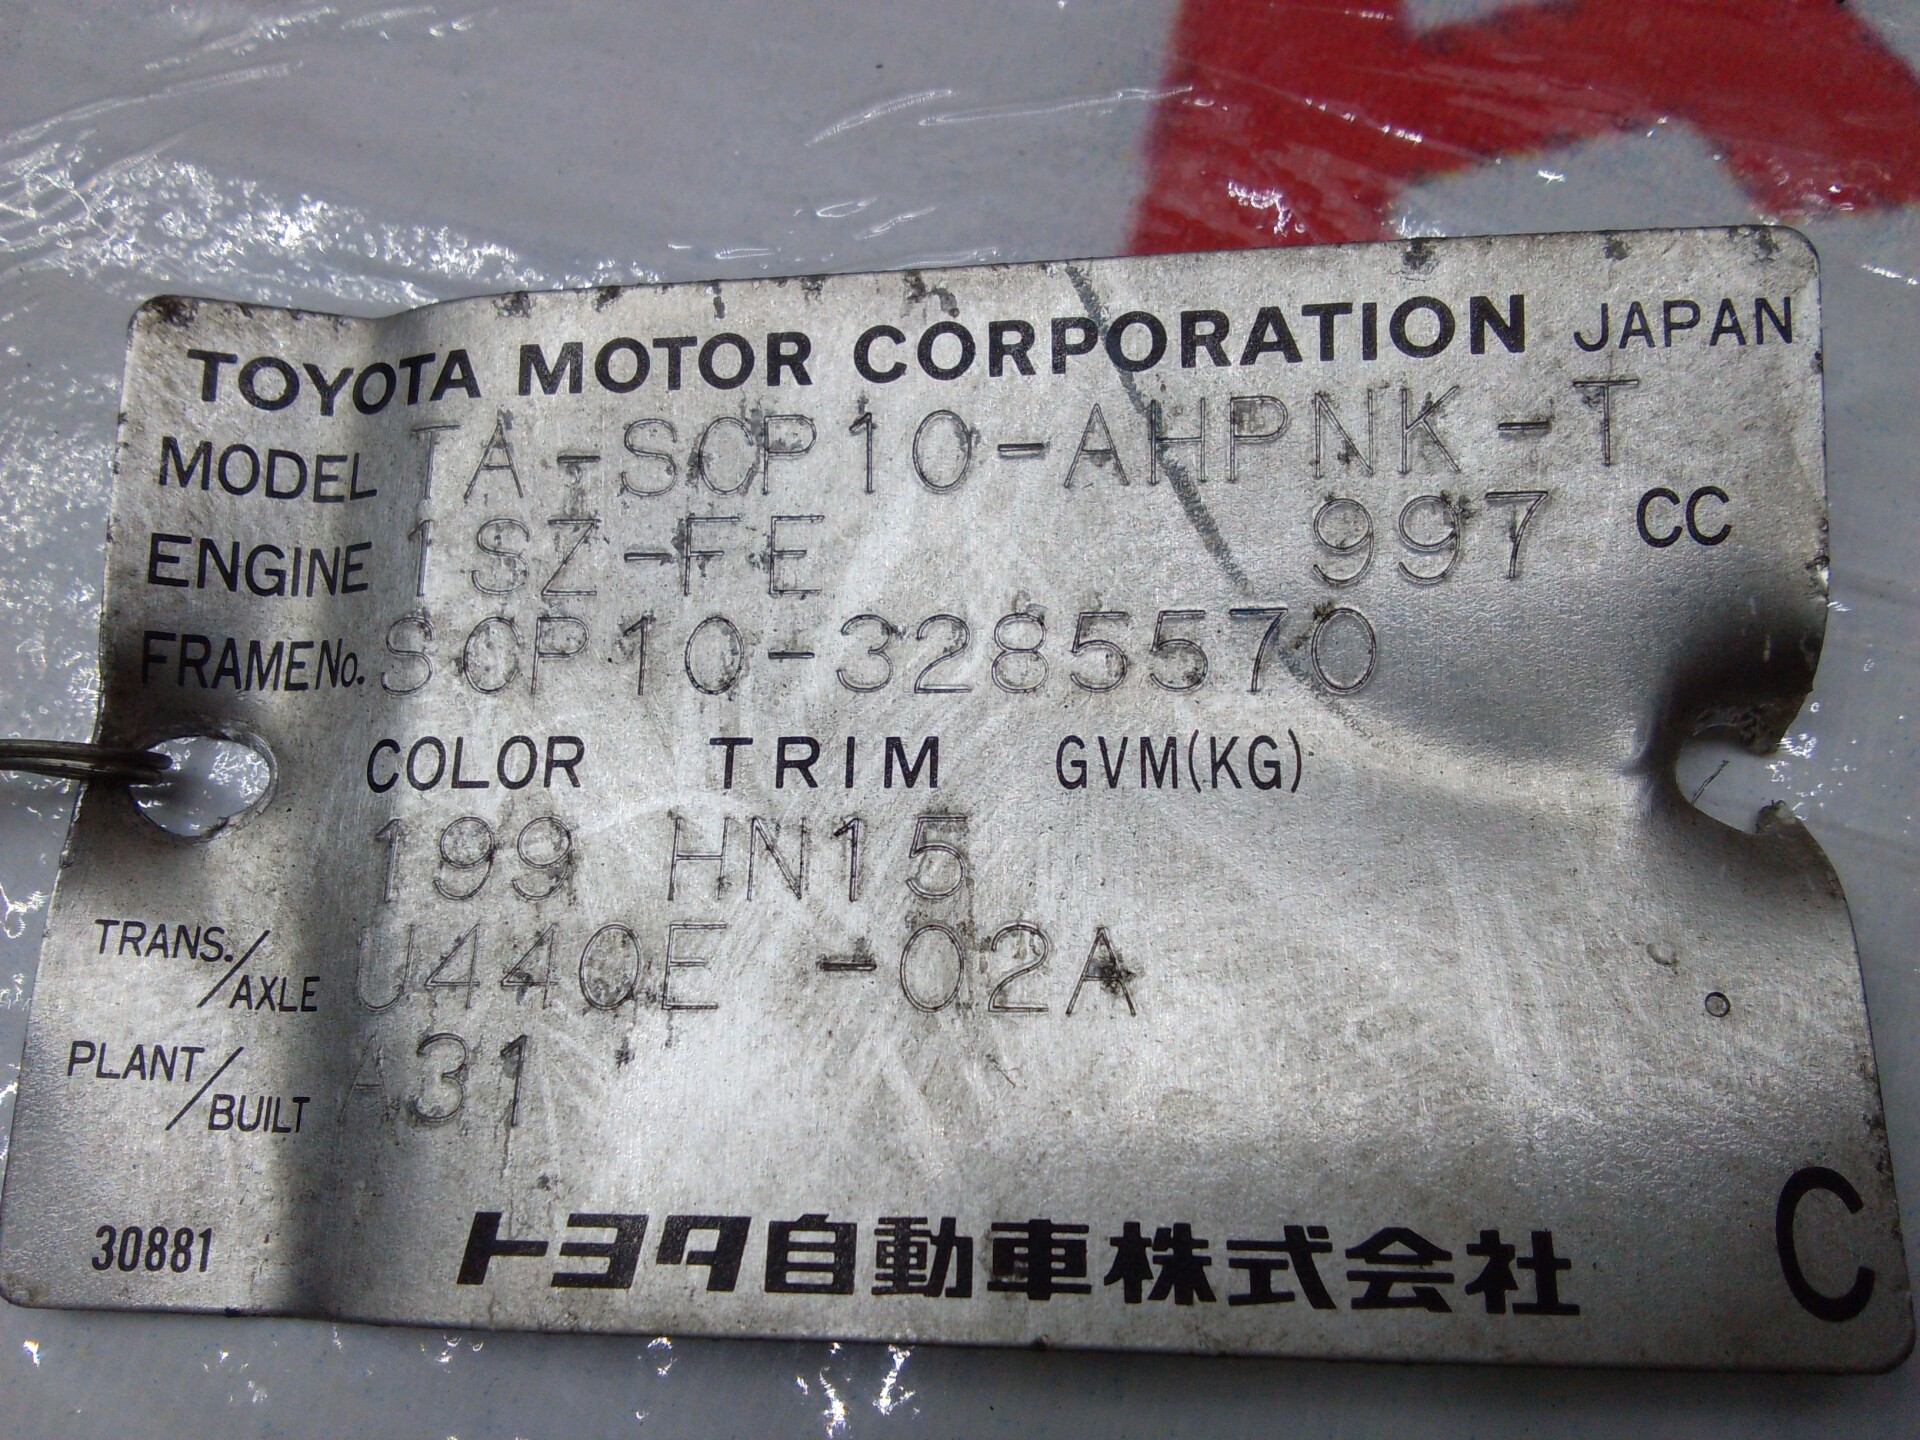 TOYOTA MOTOR CORPORATION JAPAN
MODEL TA-SCP10-AHPNK-T
ENGINE 1SZ-FE 997 CC
FRAME No. SCP10-3285570
COLOR TRIM GVM(KG)
199 HN15
TRANS./AXLE U440E -02A
PLANT/BUILT A31
30881 トヨタ自動車株式会社 C